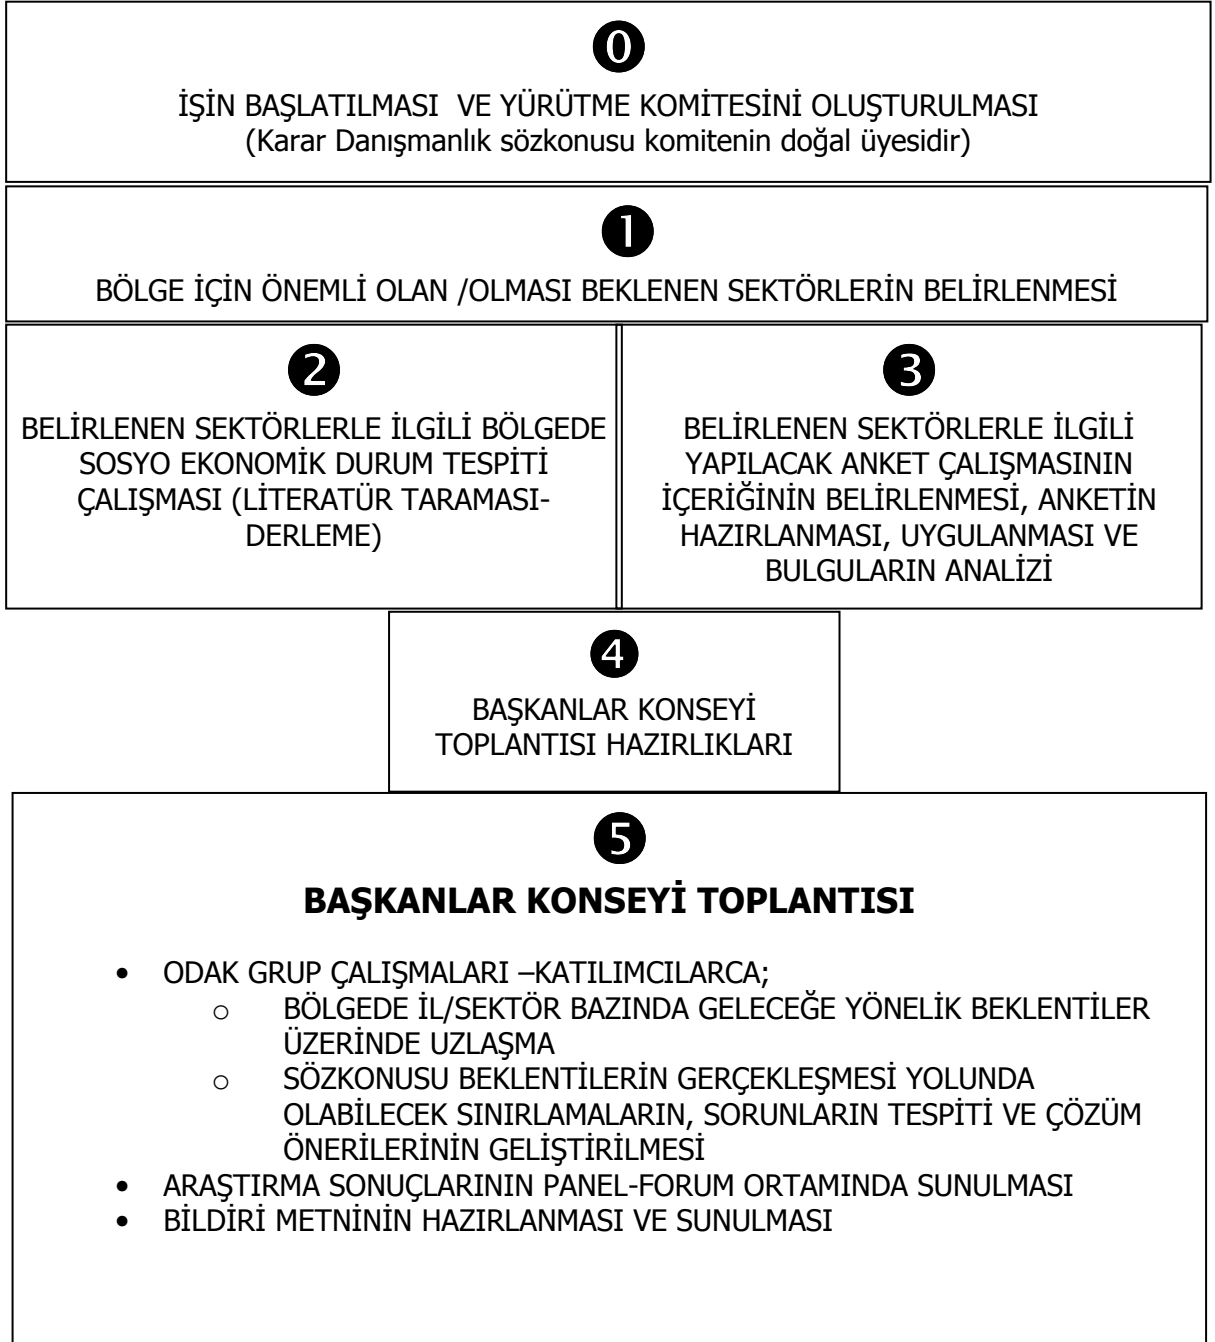 0
İŞİN BAŞLATILMASI VE YÜRÜTME KOMİTESİNİ OLUŞTURULMASI
(Karar Danışmanlık sözkonusu komitenin doğal üyesidir)
1
BÖLGE İÇİN ÖNEMLİ OLAN /OLMASI BEKLENEN SEKTÖRLERİN BELİRLENMESİ
2
BELİRLENEN SEKTÖRLERLE İLGİLİ BÖLGEDE
SOSYO EKONOMİK DURUM TESPİTİ
ÇALIŞMASI (LİTERATÜR TARAMASI-
DERLEME)
3
BELİRLENEN SEKTÖRLERLE İLGİLİ
YAPILACAK ANKET ÇALIŞMASININ
İÇERİĞİNİN BELİRLENMESİ, ANKETİN
HAZIRLANMASI, UYGULANMASI VE
BULGULARIN ANALİZİ
4
BAŞKANLAR KONSEYİ
TOPLANTISI HAZIRLIKLARI
5
BAŞKANLAR KONSEYİ TOPLANTISI
• ODAK GRUP ÇALIŞMALARI –KATILIMCILARCA;
o BÖLGEDE İL/SEKTÖR BAZINDA GELECEĞE YÖNELİK BEKLENTİLER
ÜZERİNDE UZLAŞMA
o SÖZKONUSU BEKLENTİLERİN GERÇEKLEŞMESİ YOLUNDA
OLABİLECEK SINIRLAMALARIN, SORUNLARIN TESPİTİ VE ÇÖZÜM
ÖNERİLERİNİN GELİŞTİRİLMESİ
• ARAŞTIRMA SONUÇLARININ PANEL-FORUM ORTAMINDA SUNULMASI
• BİLDİRİ METNİNİN HAZIRLANMASI VE SUNULMASI